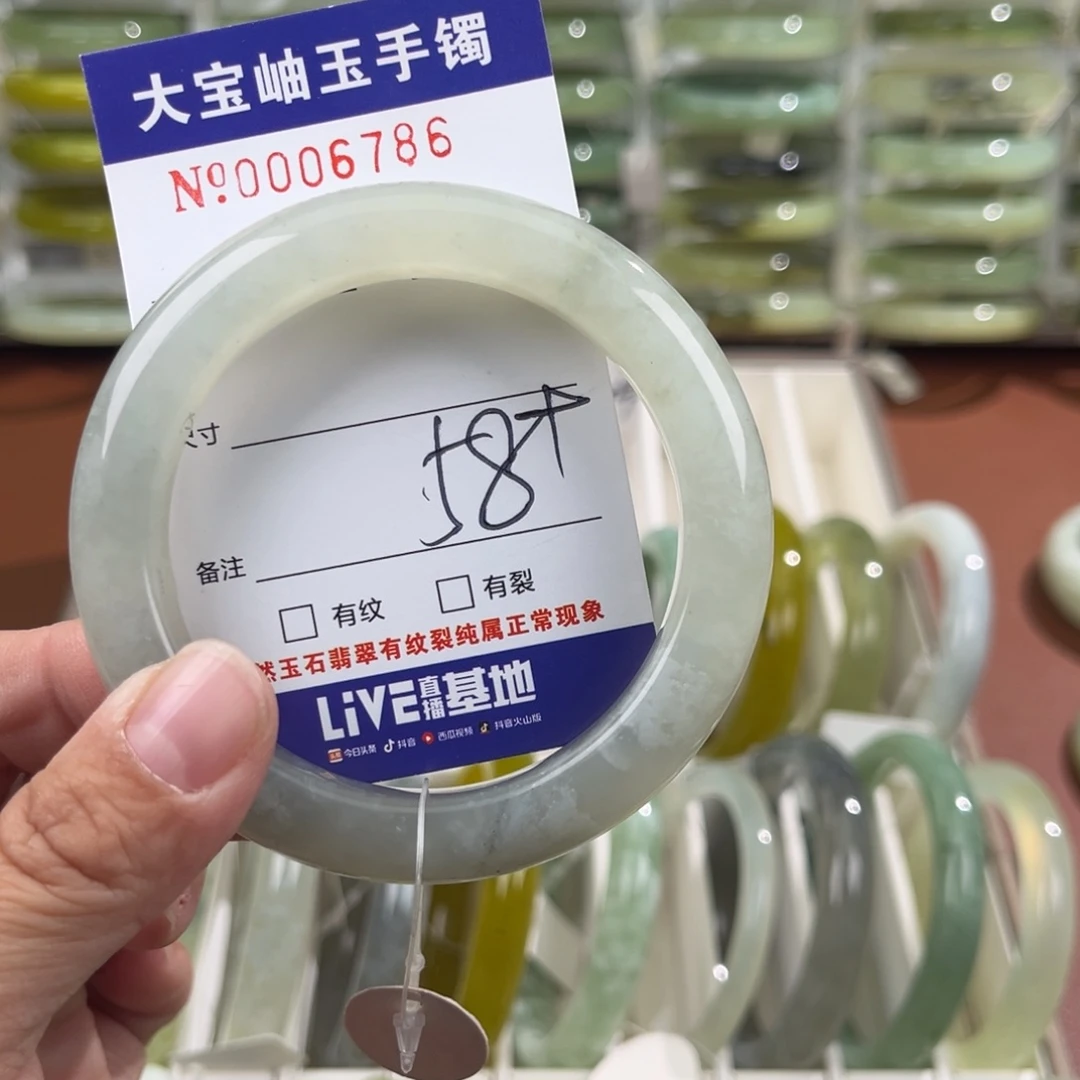 大宝岫玉手镯
Nº0006786
尺寸
58
备注
□ 有纹 □ 有裂
然玉石翡翠有纹裂纯属正常现象
LiVE直播基地
今日头条 抖音 西瓜视频 抖音火山版